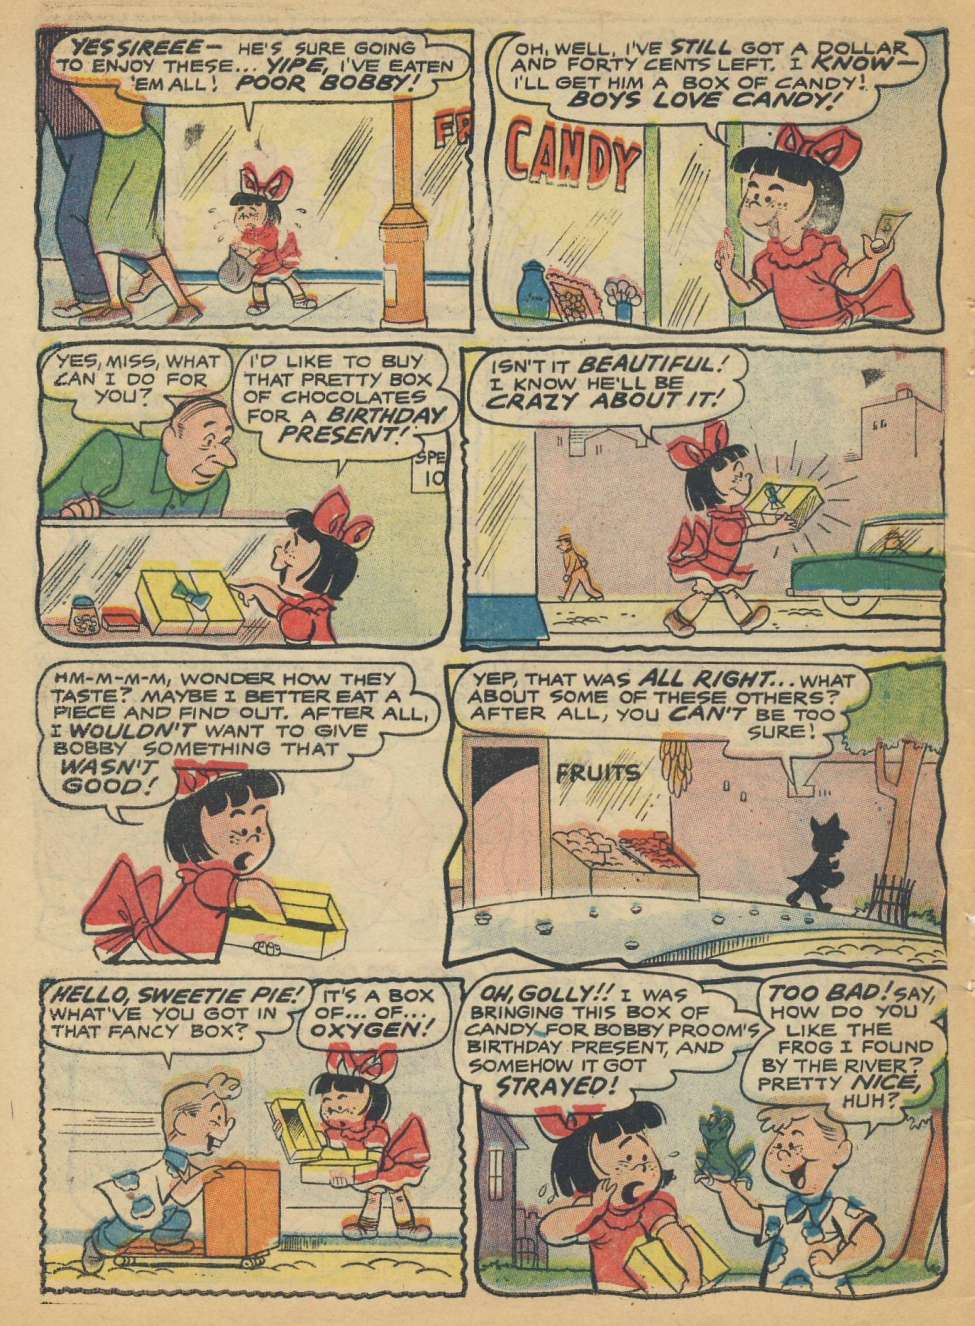 YESSIREEE— HE'S SURE GOING
TO ENJOY THESE... YIPE, I'VE EATEN
'EM ALL! POOR BOBBY!
FR
OH, WELL, I'VE STILL GOT A DOLLAR
AND FORTY CENTS LEFT. I KNOW—
I'LL GET HIM A BOX OF CANDY!
BOYS LOVE CANDY!
CANDY
YES, MISS, WHAT
CAN I DO FOR
YOU?
I'D LIKE TO BUY
THAT PRETTY BOX
OF CHOCOLATES
FOR A BIRTHDAY
PRESENT!
SPE
10
ISN'T IT BEAUTIFUL!
I KNOW HE'LL BE
CRAZY ABOUT IT!
HM-M-M-M, WONDER HOW THEY
TASTE? MAYBE I BETTER EAT A
PIECE AND FIND OUT. AFTER ALL,
I WOULDN'T WANT TO GIVE
BOBBY SOMETHING THAT
WASN'T
GOOD!
YEP, THAT WAS ALL RIGHT... WHAT
ABOUT SOME OF THESE OTHERS?
AFTER ALL, YOU CAN'T BE TOO
SURE!
FRUITS
HELLO, SWEETIE PIE!
WHAT'VE YOU GOT IN
THAT FANCY BOX?
IT'S A BOX
OF... OF...
OXYGEN!
OH, GOLLY!! I WAS
BRINGING THIS BOX OF
CANDY FOR BOBBY PROOM'S
BIRTHDAY PRESENT, AND
SOMEHOW IT GOT
STRAYED!
TOO BAD! SAY,
HOW DO YOU
LIKE THE
FROG I FOUND
BY THE RIVER?
PRETTY NICE,
HUH?